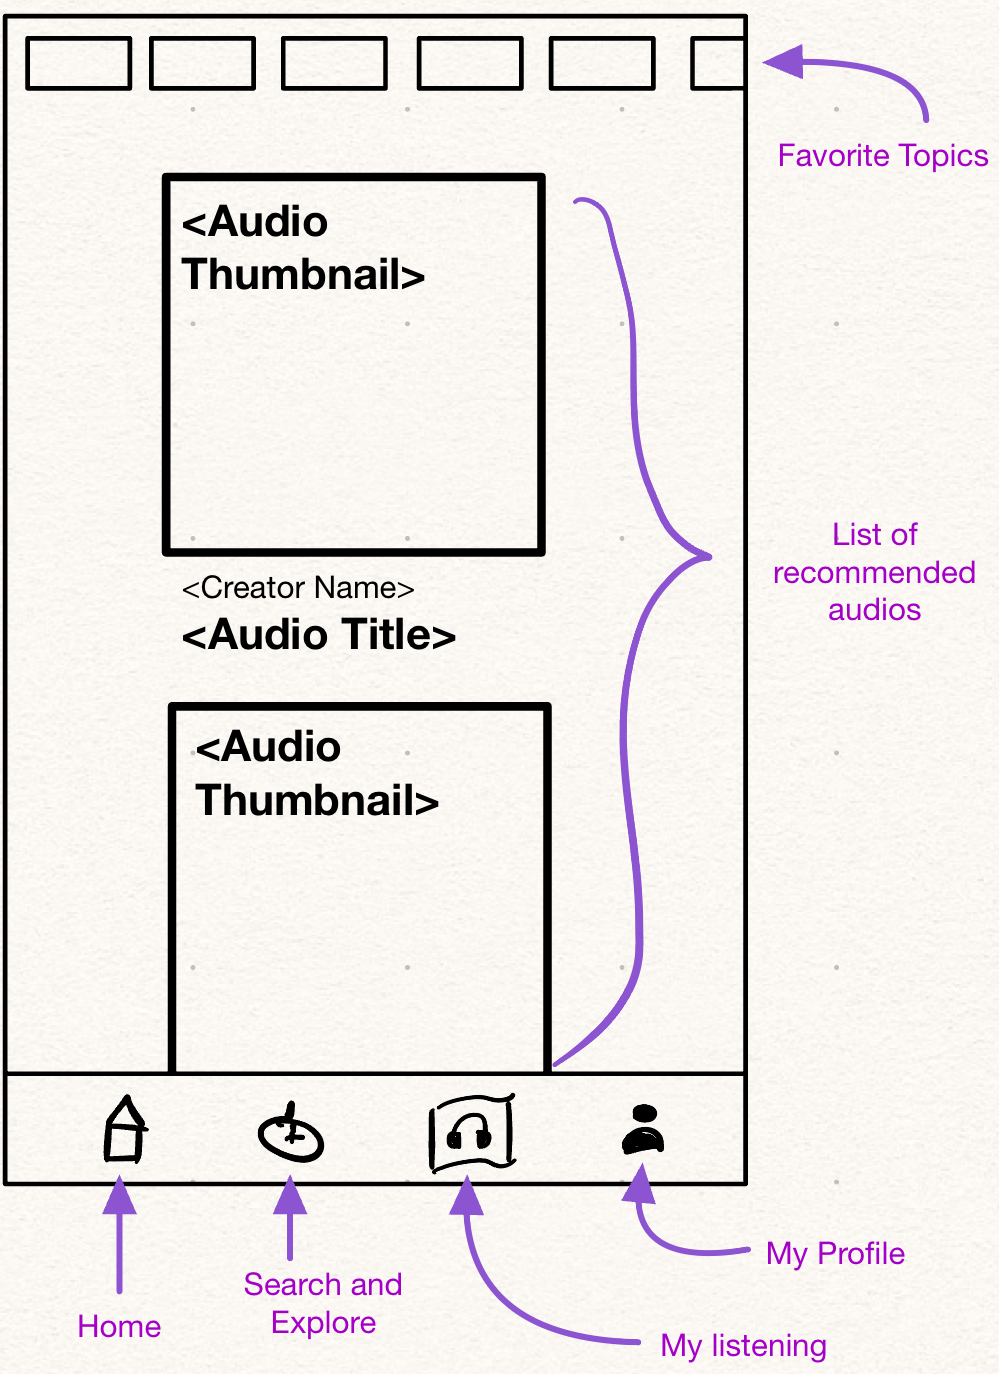 Favorite Topics
<Audio
Thumbnail>
List of
recommended
audios
<Creator Name>
<Audio Title>
<Audio
Thumbnail>
Home
Search and
Explore
My listening
My Profile